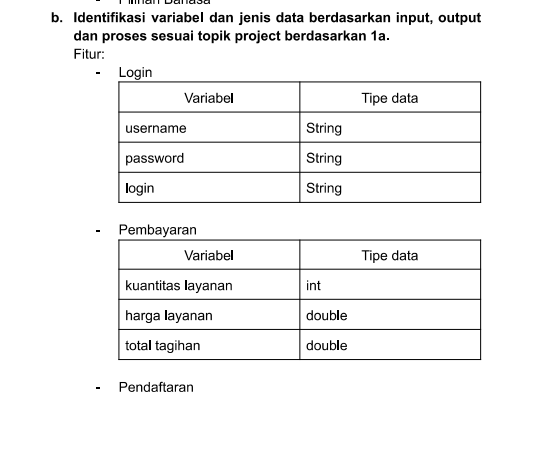 - Pilihan Bahasa
b. Identifikasi variabel dan jenis data berdasarkan input, output
dan proses sesuai topik project berdasarkan 1a.
Fitur:
- Login
Variabel Tipe data
username String
password String
login String
- Pembayaran
Variabel Tipe data
kuantitas layanan int
harga layanan double
total tagihan double
- Pendaftaran